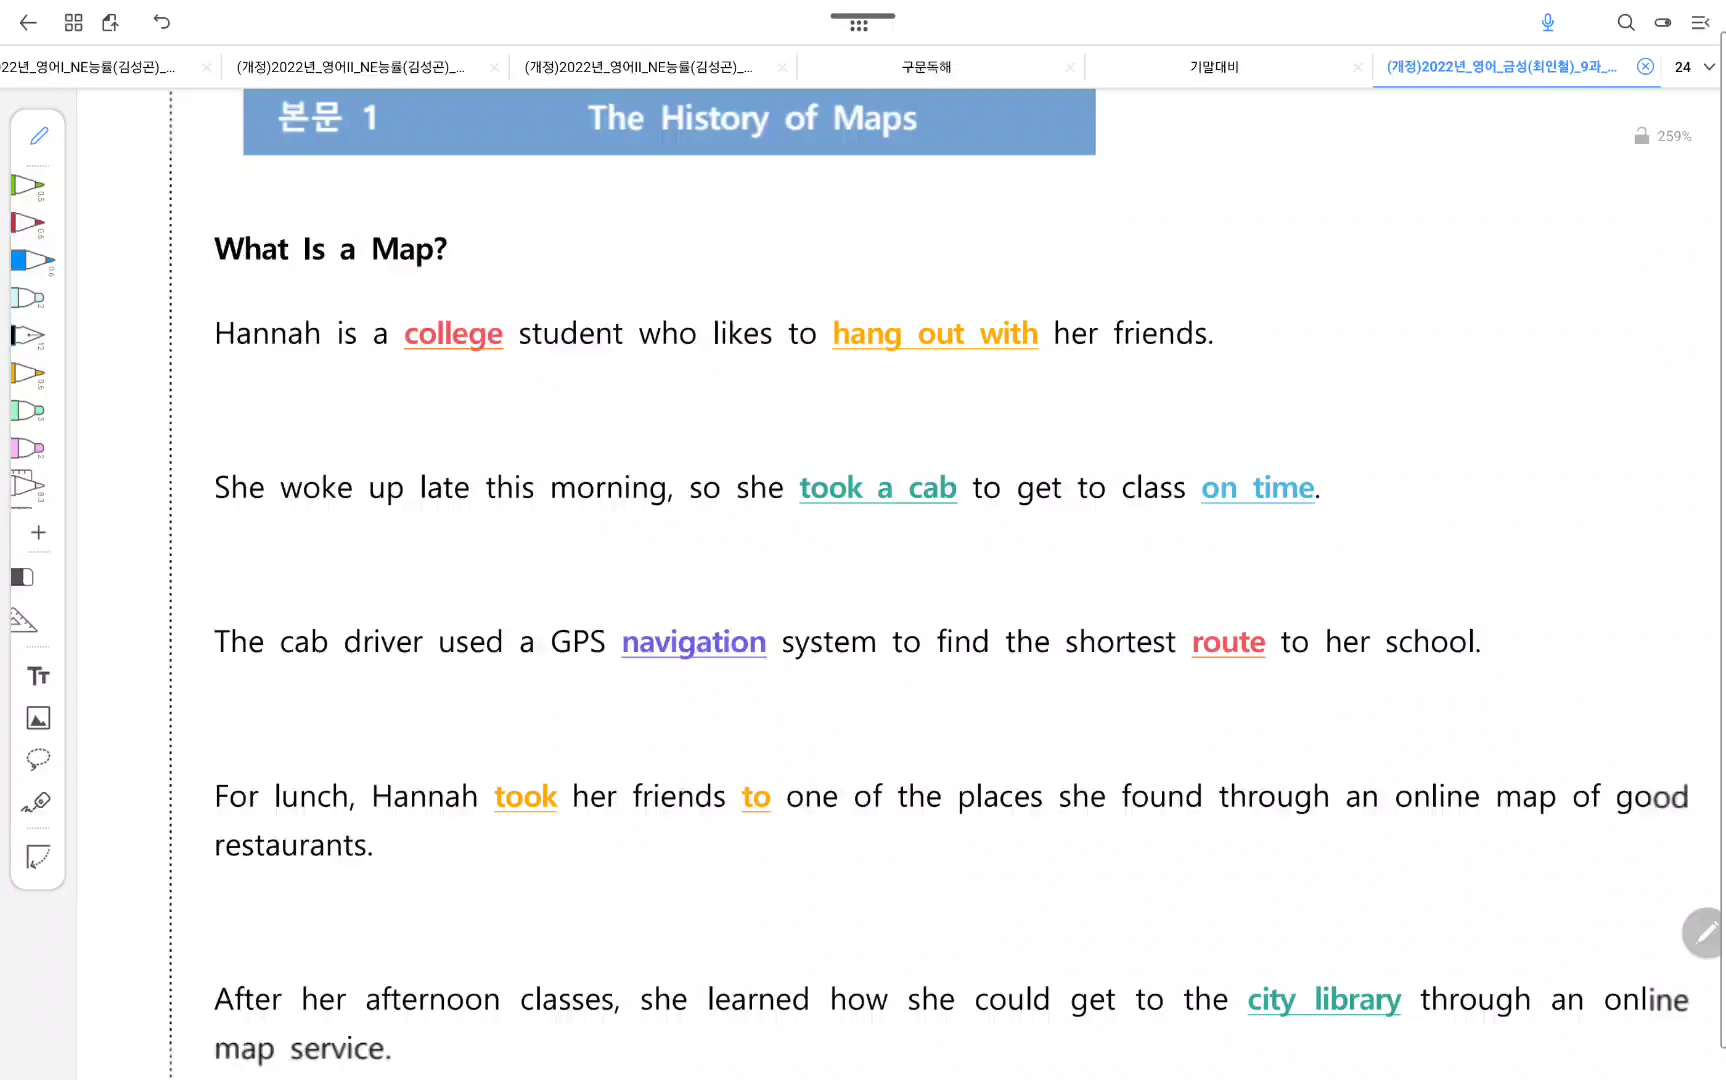 22년_영어I_NE능률(김성곤)_...
(개정)2022년_영어II_NE능률(김성곤)_...
(개정)2022년_영어II_NE능률(김성곤)_...
구문독해
기말대비
(개정)2022년_영어_금성(최인철)_9과_...
24
259%
본문 1 The History of Maps
What Is a Map?
Hannah is a college student who likes to hang out with her friends.
She woke up late this morning, so she took a cab to get to class on time.
The cab driver used a GPS navigation system to find the shortest route to her school.
For lunch, Hannah took her friends to one of the places she found through an online map of good
restaurants.
After her afternoon classes, she learned how she could get to the city library through an online
map service.